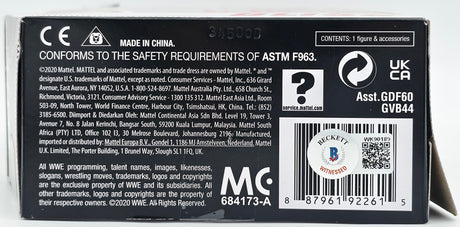 34500B
MADE IN CHINA.
CONFORMS TO THE SAFETY REQUIREMENTS OF ASTM F963.
©2020 Mattel. MATTEL and associated trademarks and trade dress are owned by Mattel. ® and ™
designate U.S. trademarks of Mattel, except as noted. Service - Mattel, Inc., 636 Girard
Avenue, East Aurora, NY 14052, U.S.A. 1-800-524-8697. Mattel Australia Pty. Ltd., 658 Church St.,
Richmond, Victoria, 3121. Consumer Advisory Service - 1300 135 312. Mattel East Asia Ltd., Room
503-09, North Tower, World Finance Centre, Harbour City, Tsimshatsui, HK, China. Tel.: (852)
3185-6500. Diimport & Diedarkan Oleh: Mattel Continental Asia Sdn Bhd. Level 19, Tower 3,
Avenue 7, No. 8 Jalan Kerinchi, Bangsar South, 59200 Kuala Lumpur, Malaysia. Mattel South Africa
(PTY) LTD, Office 102 I3, 30 Melrose Boulevard, Johannesburg 2196. Manufactured,
imported or distributed by: Mattel Europa B.V., Gondel 1, 1186 MJ Amstelveen, Nederland. Mattel
U.K. Limited, The Porter Building, 1 Brunel Way, Slough SL1 1FQ, UK.
All WWE programming, talent names, images, likenesses,
slogans, wrestling moves, trademarks, logos and copyrights
are the exclusive property of WWE and its subsidiaries. All
other trademarks, logos and copyrights are the property of
their respective owners. ©2020 WWE. All Rights Reserved.
684173-A
CONTENTS: 1 figure & accessories
?
service.mattel.com
UK
CA
Asst.GDF60
GVB44
BECKETT
B
WITNESSED
8 87961 92261 5